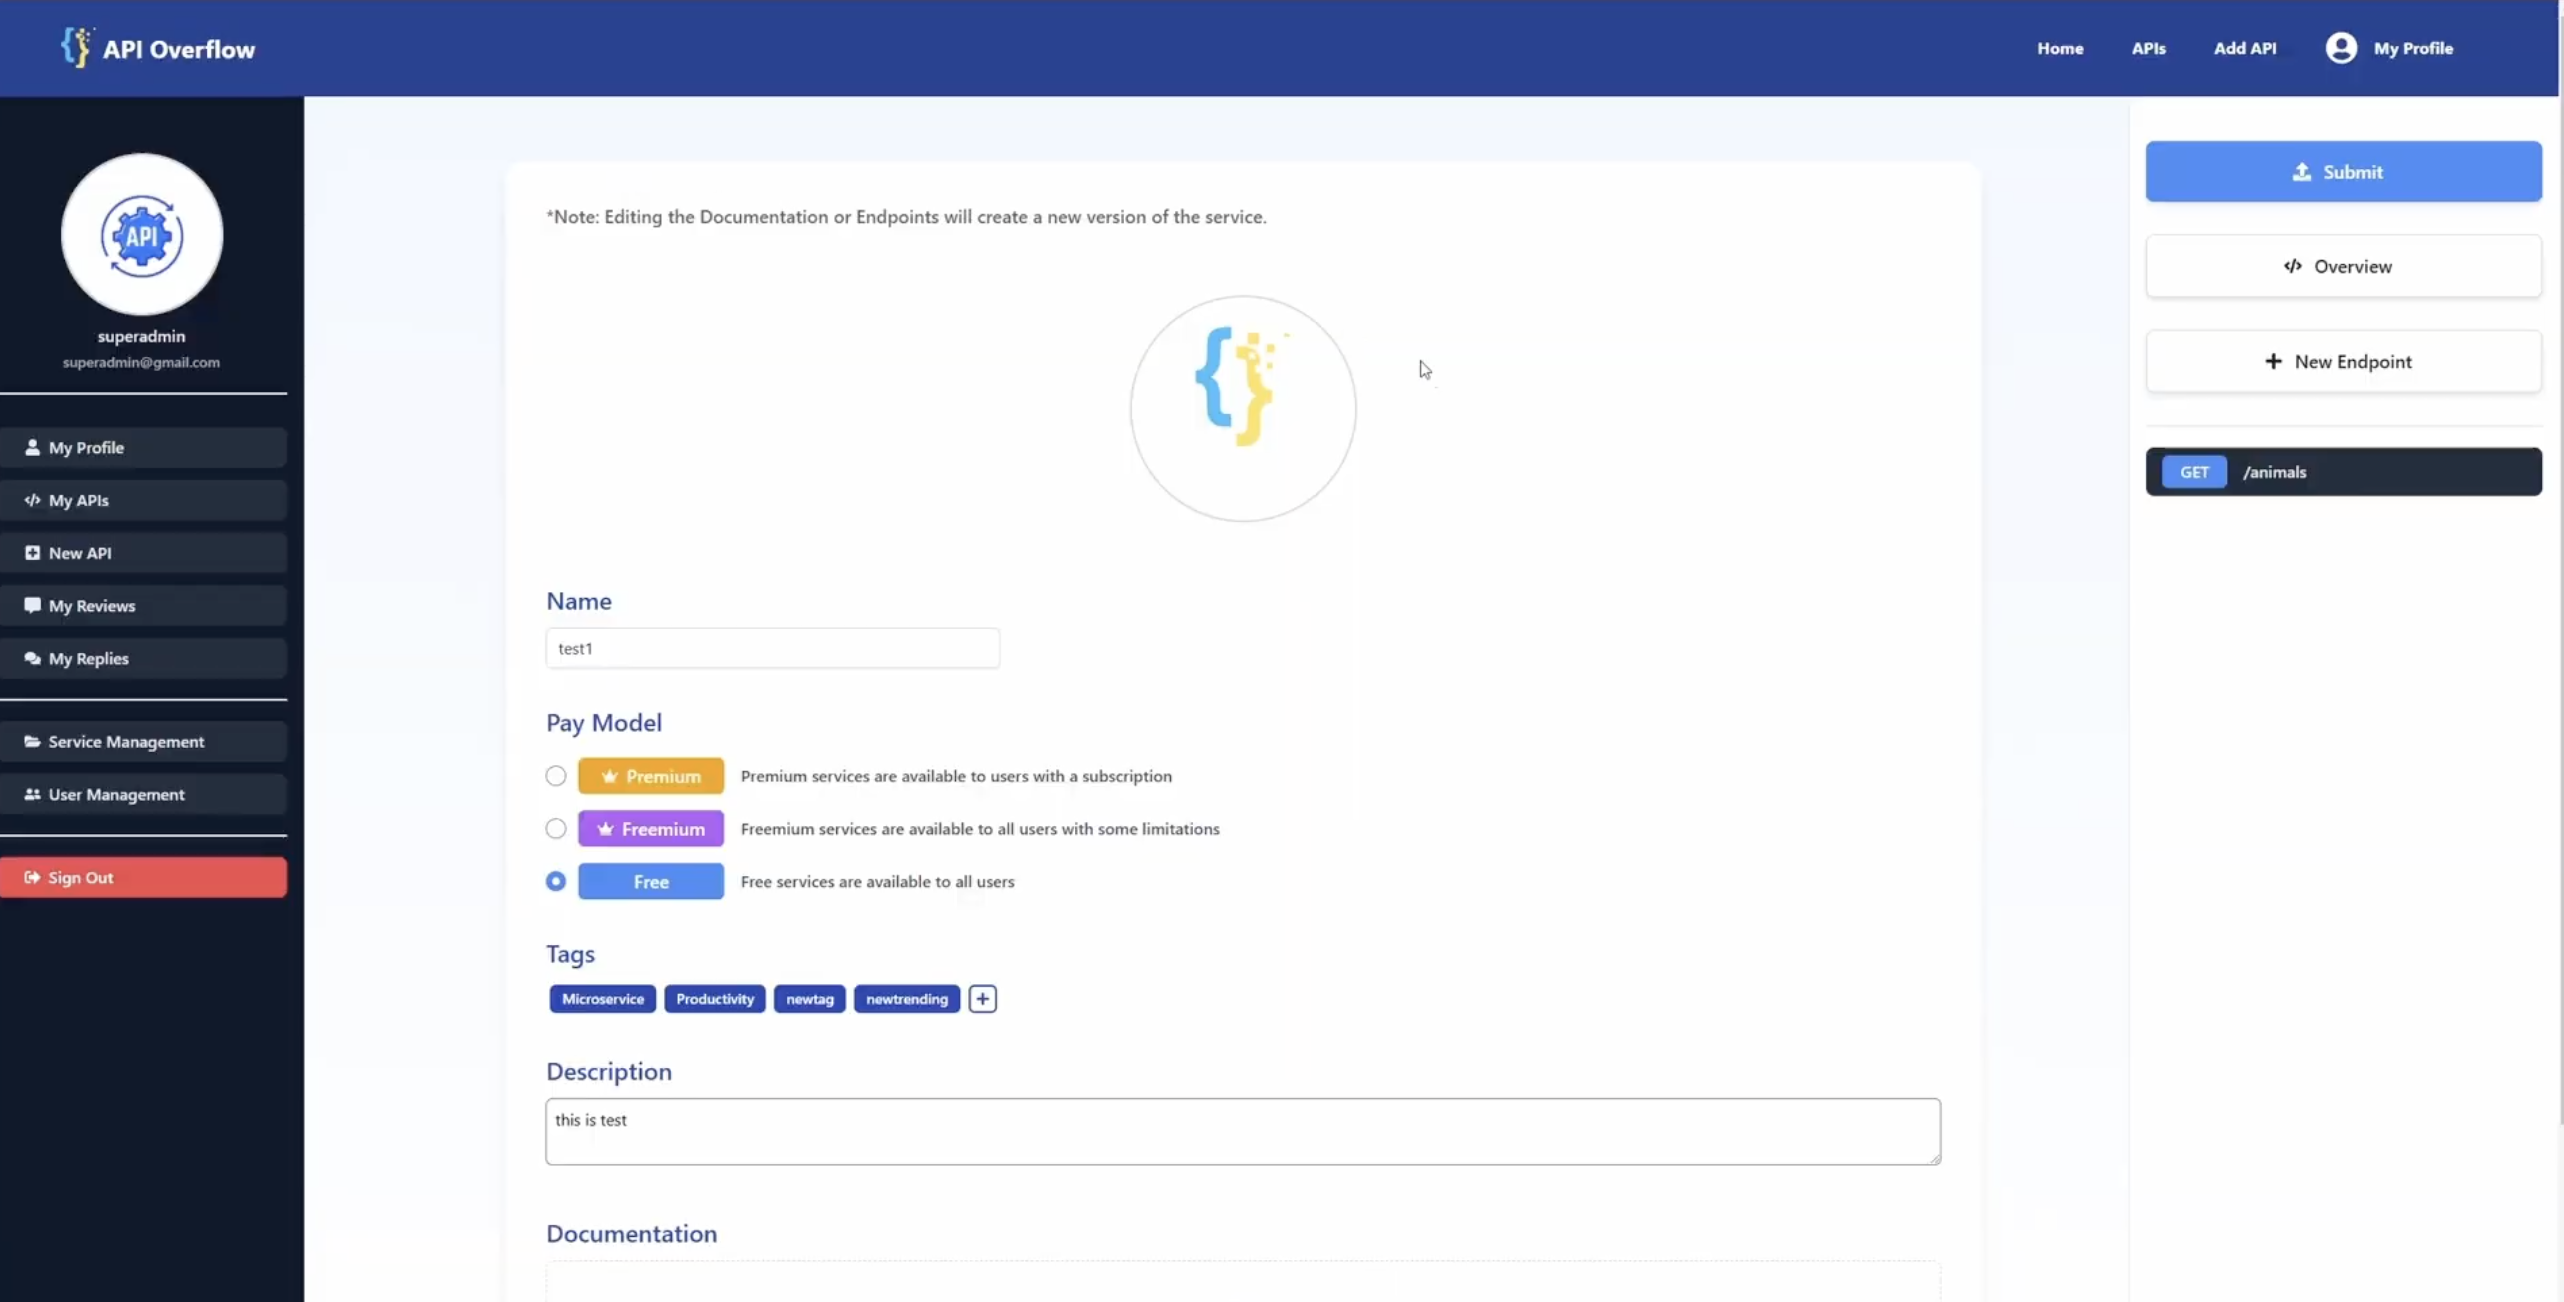 API Overflow
Home
APIs
Add API
My Profile
API
superadmin
superadmin@gmail.com
My Profile
My APIs
New API
My Reviews
My Replies
Service Management
User Management
Sign Out
*Note: Editing the Documentation or Endpoints will create a new version of the service.
Name
test1
Pay Model
Premium Premium services are available to users with a subscription
Freemium Freemium services are available to all users with some limitations
Free Free services are available to all users
Tags
Microservice Productivity newtag newtrending +
Description
this is test
Documentation
Submit
Overview
New Endpoint
GET /animals